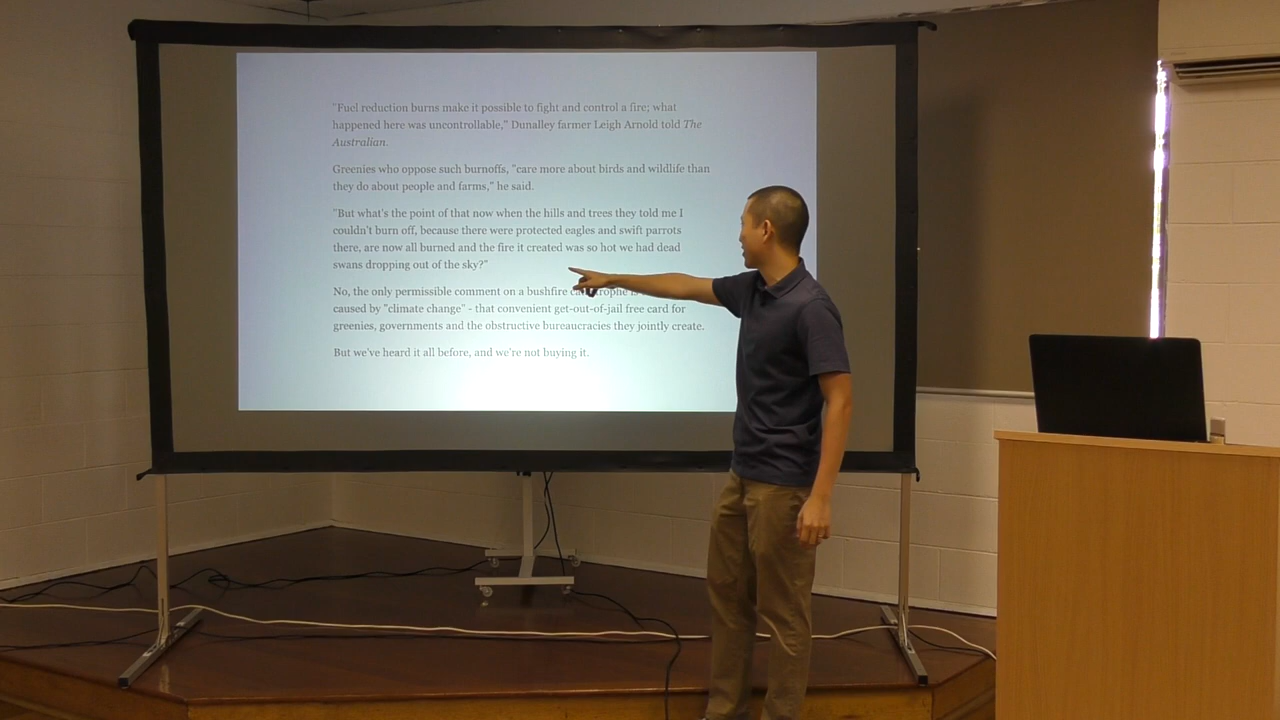 "Fuel reduction burns make it possible to fight and control a fire; what
happened here was uncontrollable," Dunalley farmer Leigh Arnold told The
Australian.
Greenies who oppose such burnoffs, "care more about birds and wildlife than
they do about people and farms," he said.
"But what's the point of that now when the hills and trees they told me I
couldn't burn off, because there were protected eagles and swift parrots
there, are now all burned and the fire it created was so hot we had dead
swans dropping out of the sky?"
No, the only permissible comment on a bushfire
caused by "climate change" - that convenient get-out-of-jail free card for
greenies, governments and the obstructive bureaucracies they jointly create.
But we've heard it all before, and we're not buying it.